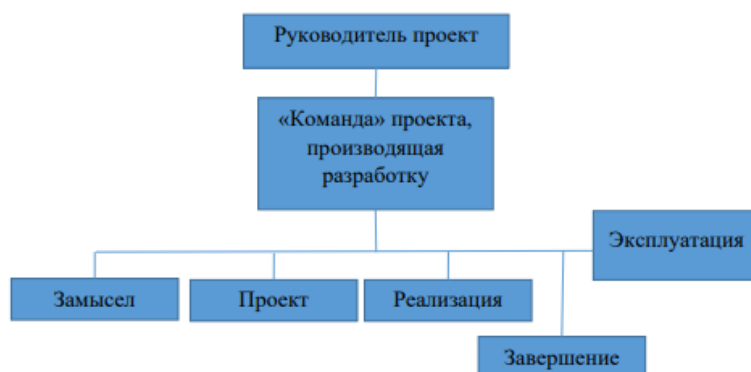 Руководитель проект
«Команда» проекта,
производящая
разработку
Эксплуатация
Замысел
Проект
Реализация
Завершение